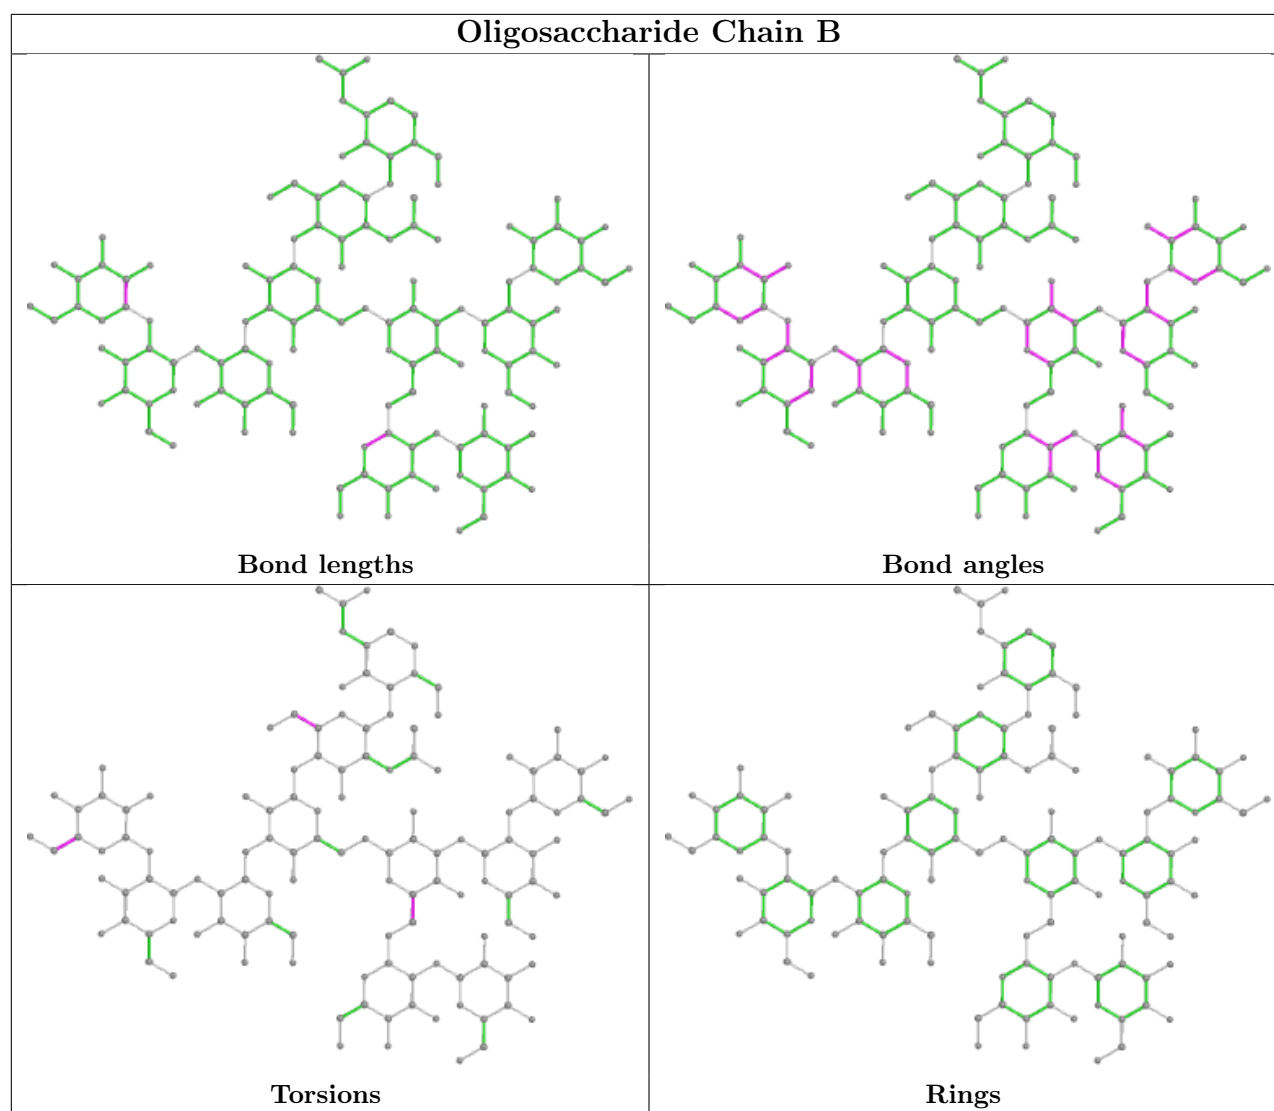 Oligosaccharide Chain B
Bond lengths
Bond angles
Torsions
Rings